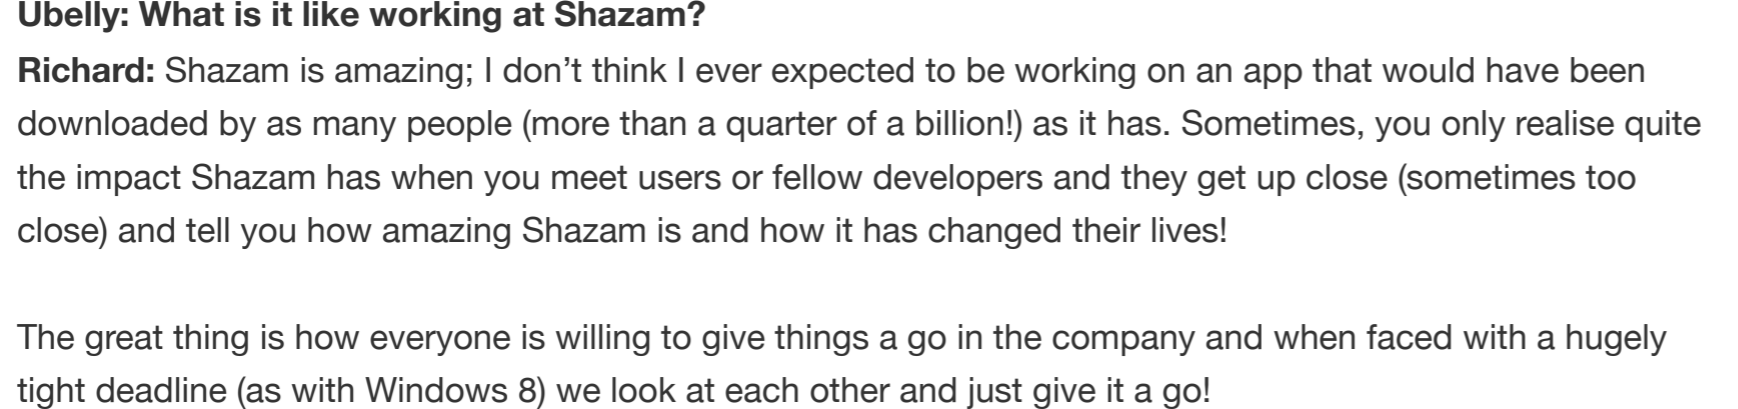 Ubelly: What is it like working at Shazam?
Richard: Shazam is amazing; I don’t think I ever expected to be working on an app that would have been
downloaded by as many people (more than a quarter of a billion!) as it has. Sometimes, you only realise quite
the impact Shazam has when you meet users or fellow developers and they get up close (sometimes too
close) and tell you how amazing Shazam is and how it has changed their lives!
The great thing is how everyone is willing to give things a go in the company and when faced with a hugely
tight deadline (as with Windows 8) we look at each other and just give it a go!